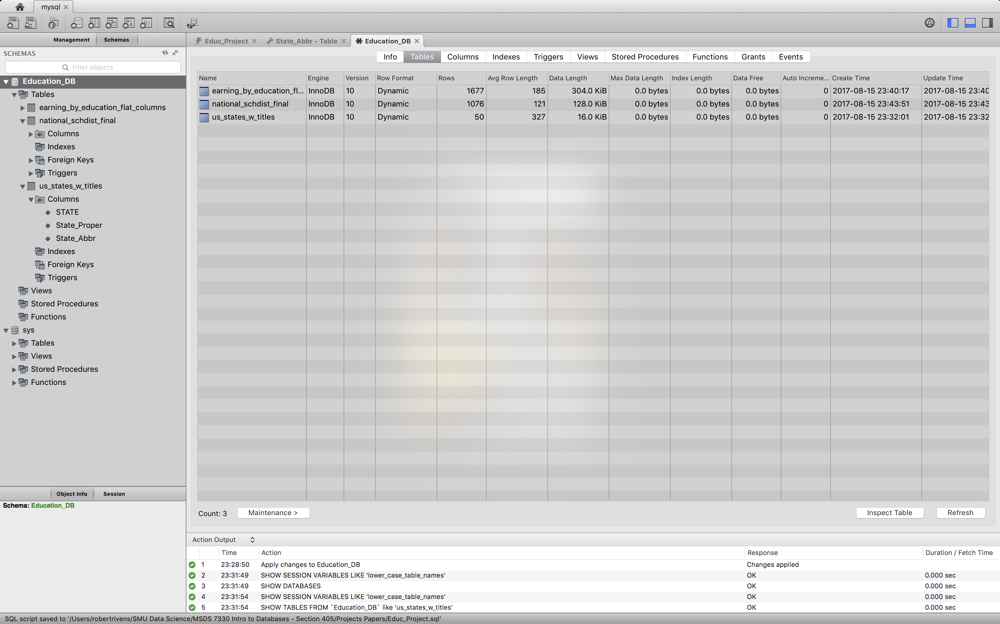 mysql
Management Schemas
Educ_Project State_Abbr - Table Education_DB
SCHEMAS
Info Tables Columns Indexes Triggers Views Stored Procedures Functions Grants Events
Filter objects
Name Engine Version Row Format Rows Avg Row Length Data Length Max Data Length Index Length Data Free Auto Increme... Create Time Update Time
earning_by_education_fl... InnoDB 10 Dynamic 1677 185 304.0 KiB 0.0 bytes 0.0 bytes 0.0 bytes 0 2017-08-15 23:40:17 2017-08-15 23:40
national_schdist_final InnoDB 10 Dynamic 1076 121 128.0 KiB 0.0 bytes 0.0 bytes 0.0 bytes 0 2017-08-15 23:43:51 2017-08-15 23:43
us_states_w_titles InnoDB 10 Dynamic 50 327 16.0 KiB 0.0 bytes 0.0 bytes 0.0 bytes 0 2017-08-15 23:32:01 2017-08-15 23:32
Education_DB
Tables
earning_by_education_flat_columns
national_schdist_final
Columns
Indexes
Foreign Keys
Triggers
us_states_w_titles
Columns
STATE
State_Proper
State_Abbr
Indexes
Foreign Keys
Triggers
Views
Stored Procedures
Functions
sys
Tables
Views
Stored Procedures
Functions
Object Info Session
Schema: Education_DB
Count: 3 Maintenance > Inspect Table Refresh
Action Output
Time Action Response Duration / Fetch Time
1 23:28:50 Apply changes to Education_DB Changes applied
2 23:31:49 SHOW SESSION VARIABLES LIKE 'lower_case_table_names' OK 0.000 sec
3 23:31:49 SHOW DATABASES OK 0.000 sec
4 23:31:54 SHOW SESSION VARIABLES LIKE 'lower_case_table_names' OK 0.000 sec
5 23:31:54 SHOW TABLES FROM `Education_DB` like 'us_states_w_titles' OK 0.000 sec
SQL script saved to '/Users/robertrivens/SMU Data Science/MSDS 7330 Intro to Databases - Section 405/Projects Papers/Educ_Project.sql'